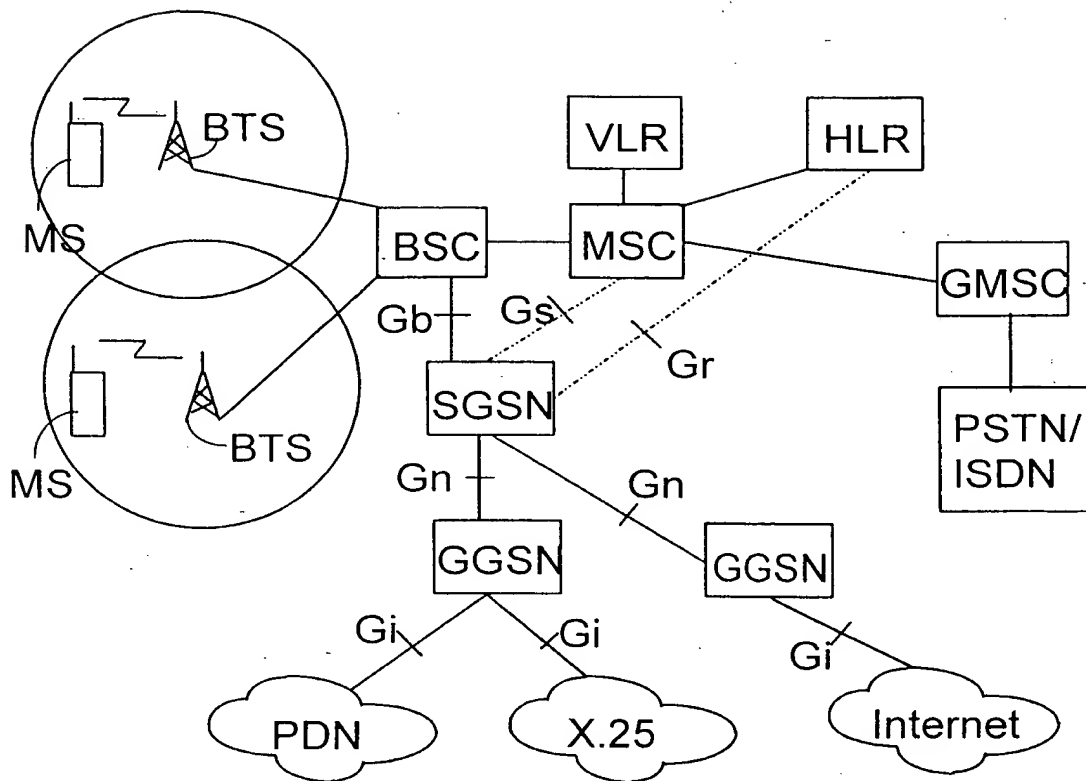 BTS
VLR
HLR
MS
BSC
MSC
GMSC
Gb
Gs
Gr
SGSN
BTS
PSTN/
ISDN
MS
Gn
Gn
GGSN
GGSN
Gi
Gi
Gi
PDN
X.25
Internet